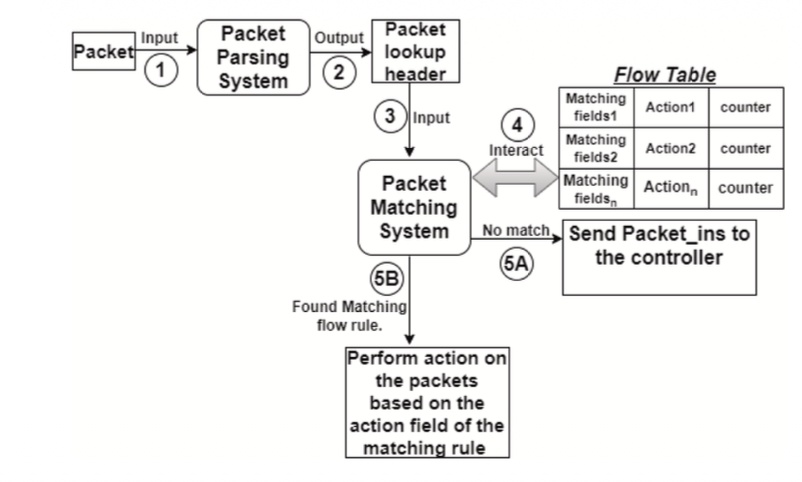 Packet
Input
1
Packet
Parsing
System
Output
2
Packet
lookup
header
3
Input
Flow Table
Matching
fields1
Action1
counter
Matching
fields2
Action2
counter
Matching
fieldsₙ
Actionₙ
counter
4
Interact
Packet
Matching
System
No match
5A
Send Packet_ins to
the controller
5B
Found Matching
flow rule.
Perform action on
the packets
based on the
action field of the
matching rule